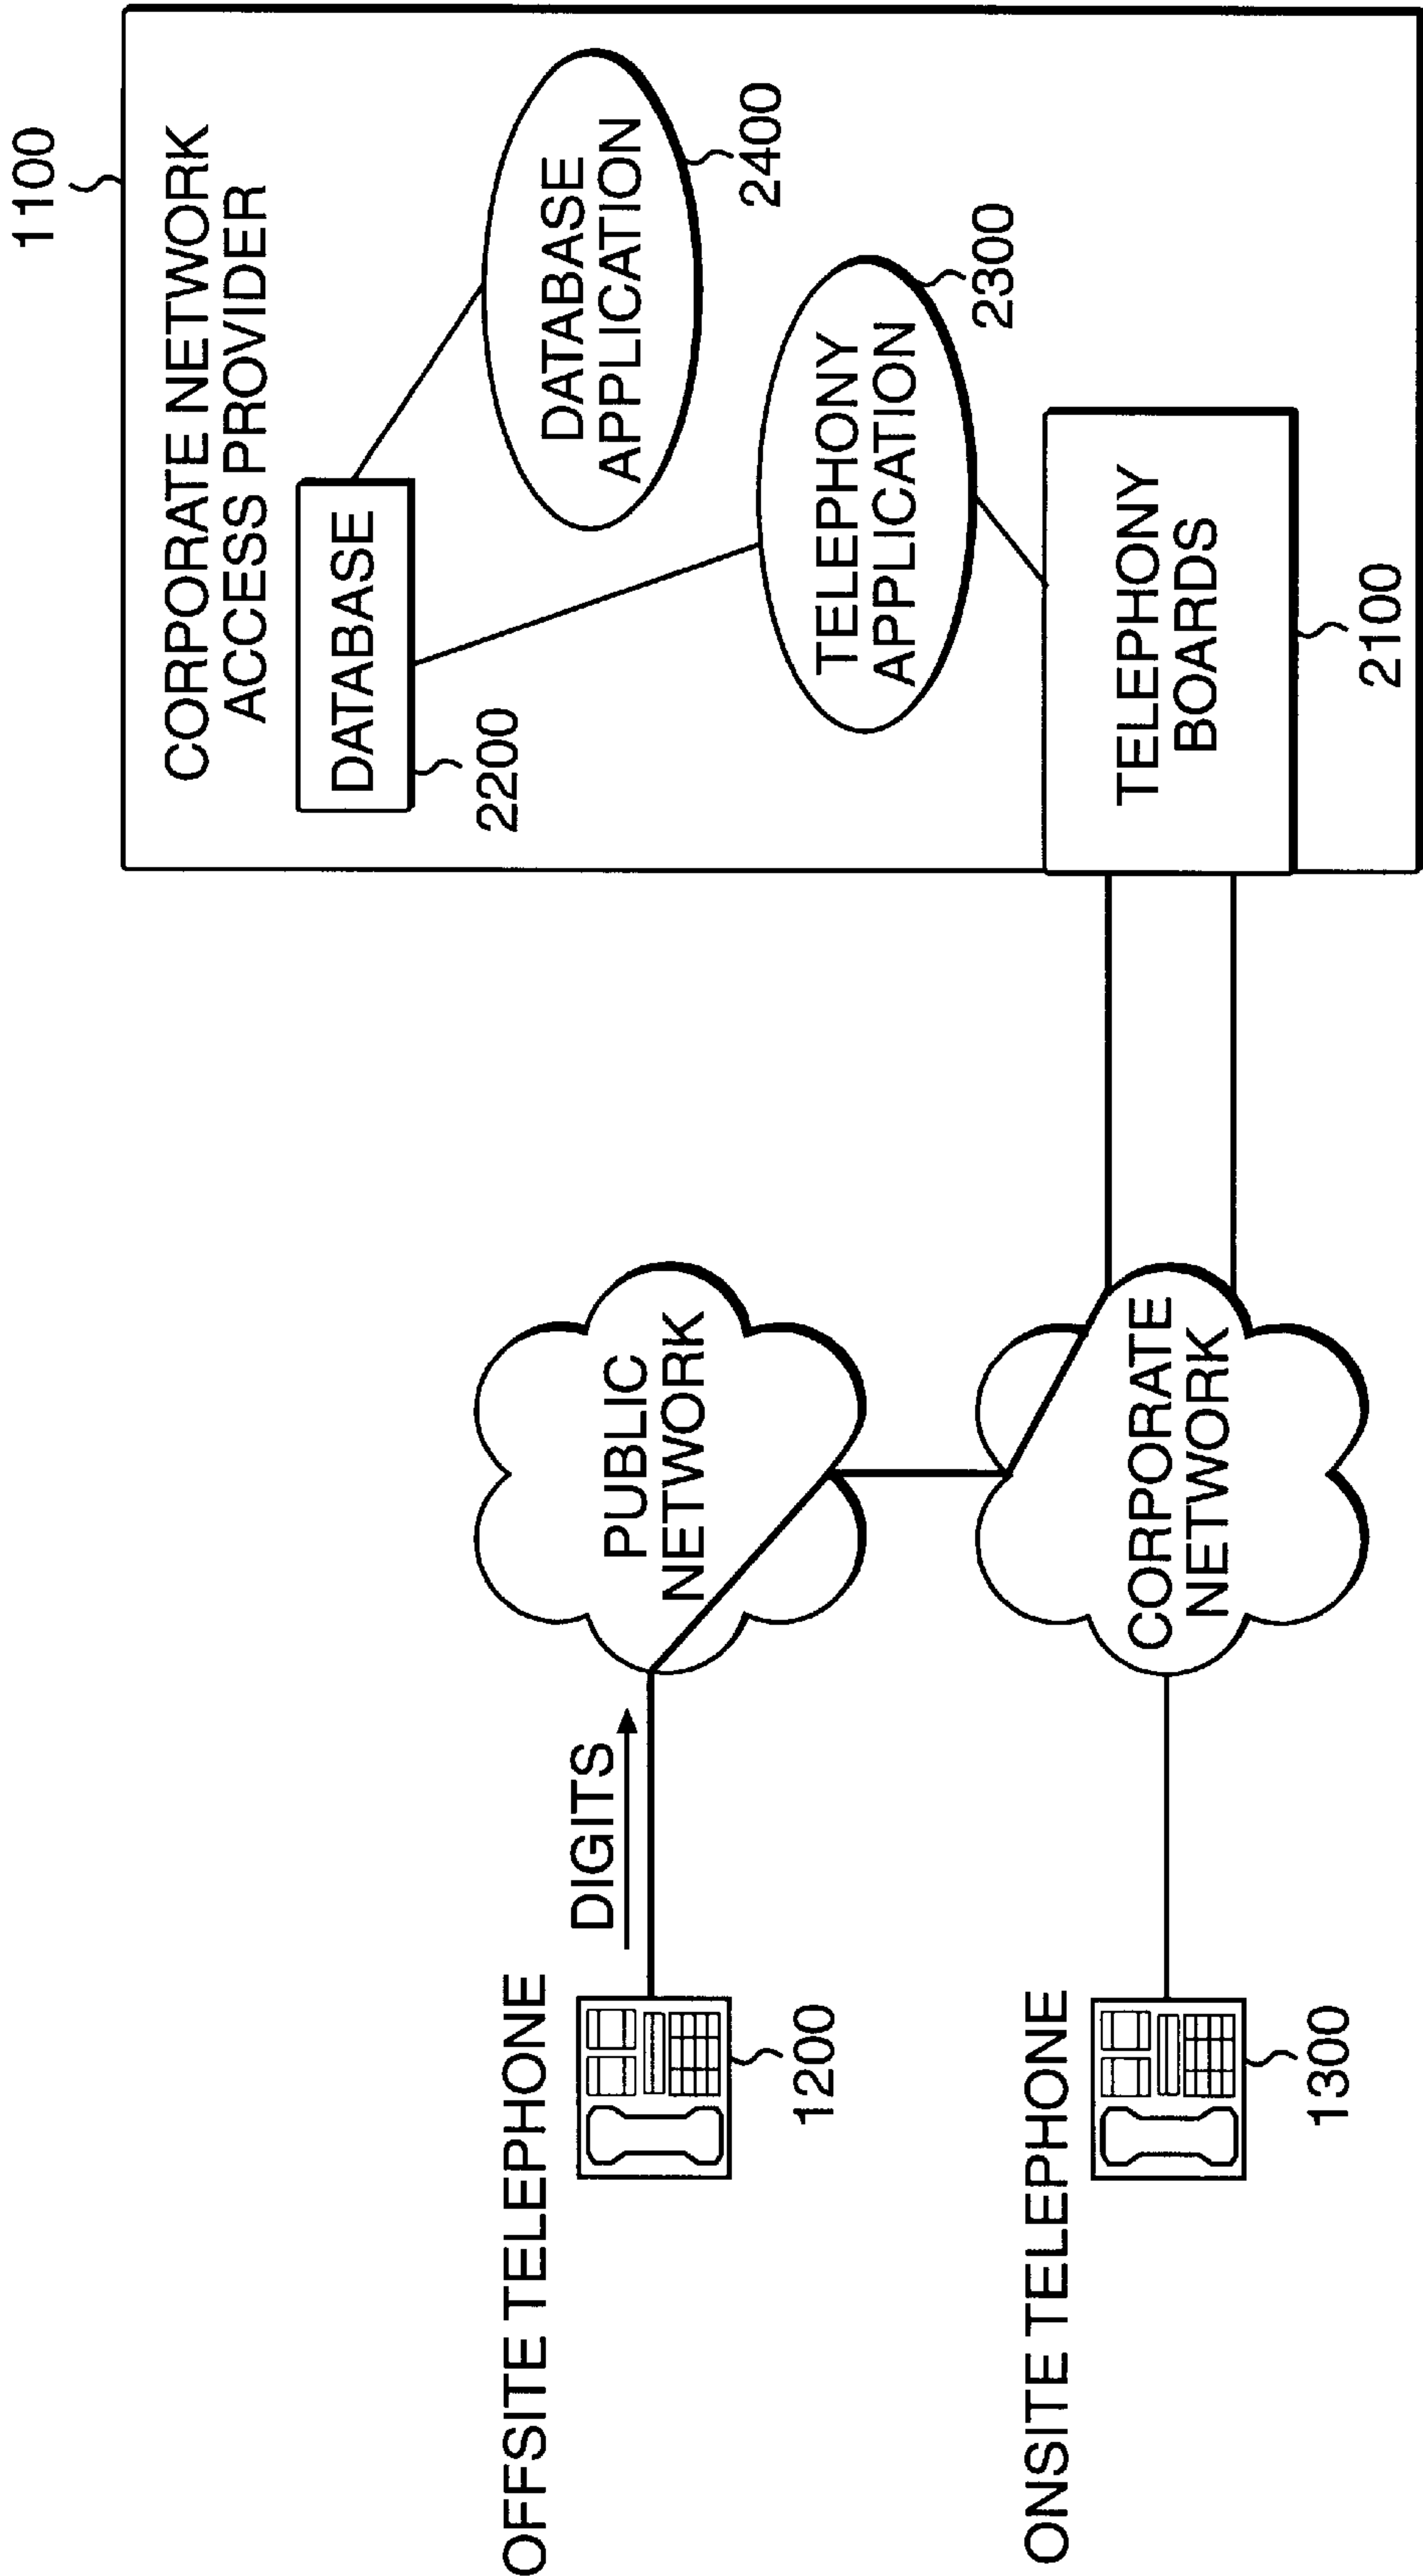 1100
CORPORATE NETWORK
ACCESS PROVIDER
DATABASE
2200
DATABASE
APPLICATION
2400
TELEPHONY
APPLICATION
2300
TELEPHONY
BOARDS
2100
OFFSITE TELEPHONE
DIGITS
1200
PUBLIC
NETWORK
ONSITE TELEPHONE
1300
CORPORATE
NETWORK